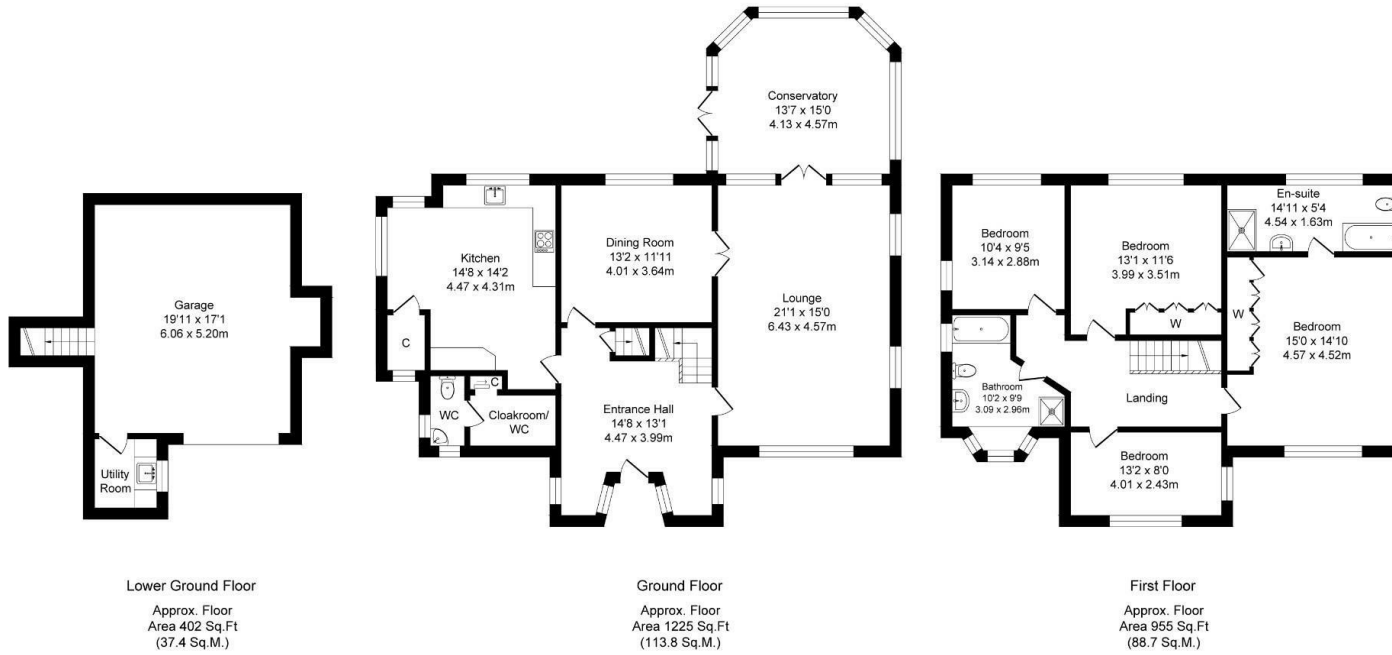 Garage
19'11 x 17'1
6.06 x 5.20m
Utility
Room
Lower Ground Floor
Approx. Floor
Area 402 Sq.Ft
(37.4 Sq.M.)
Conservatory
13'7 x 15'0
4.13 x 4.57m
Kitchen
14'8 x 14'2
4.47 x 4.31m
Dining Room
13'2 x 11'11
4.01 x 3.64m
Lounge
21'1 x 15'0
6.43 x 4.57m
C
C
WC
Cloakroom/
WC
Entrance Hall
14'8 x 13'1
4.47 x 3.99m
Ground Floor
Approx. Floor
Area 1225 Sq.Ft
(113.8 Sq.M.)
En-suite
14'11 x 5'4
4.54 x 1.63m
Bedroom
10'4 x 9'5
3.14 x 2.88m
Bedroom
13'1 x 11'6
3.99 x 3.51m
W
W
Bedroom
15'0 x 14'10
4.57 x 4.52m
Bathroom
10'2 x 9'9
3.09 x 2.96m
Landing
Bedroom
13'2 x 8'0
4.01 x 2.43m
First Floor
Approx. Floor
Area 955 Sq.Ft
(88.7 Sq.M.)